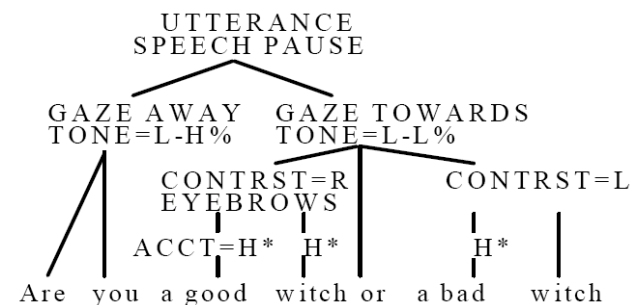 UTTERANCE
SPEECH PAUSE
GAZE AWAY GAZE TOWARDS
TONE=L-H% TONE=L-L%
CONTRST=R CONTRST=L
EYEBROWS
ACCT=H* H* H*
Are you a good witch or a bad witch